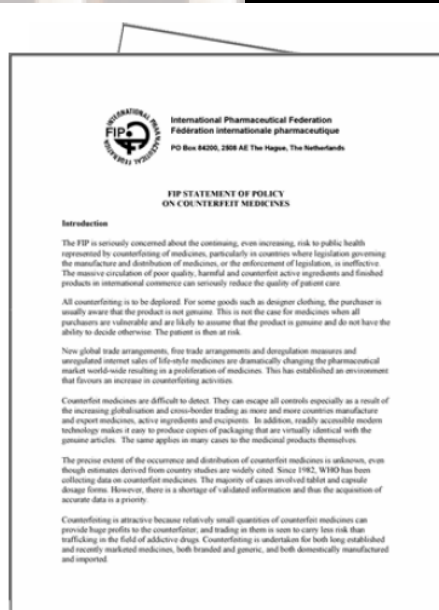 INTERNATIONAL PHARMACEUTICAL FEDERATION
FIP
International Pharmaceutical Federation
Fédération internationale pharmaceutique
PO Box 84200, 2508 AE The Hague, The Netherlands
FIP STATEMENT OF POLICY
ON COUNTERFEIT MEDICINES
Introduction
The FIP is seriously concerned about the continuing, even increasing, risk to public health
represented by counterfeiting of medicines, particularly in countries where legislation governing
the manufacture and distribution of medicines, or the enforcement of legislation, is ineffective.
The massive circulation of poor quality, harmful and counterfeit active ingredients and finished
products in international commerce can seriously reduce the quality of patient care
All counterfeiting is to be deplored. For some goods such as designer clothing, the purchaser is
usually aware that the product is not genuine. This is not the case for medicines when all
purchasers are vulnerable and are likely to assume that the product is genuine and do not have the
ability to decide otherwise. The patient is then at risk.
New global trade arrangements, free trade arrangements and deregulation measures and
unregulated internet sales of life-style medicines are dramatically changing the pharmaceutical
market world-wide resulting in a proliferation of medicines. This has established an environment
that favours an increase in counterfeiting activities.
Counterfeit medicines are difficult to detect. They can escape all controls especially as a result of
the increasing globalisation and cross-border trading as more and more countries manufacture
and export medicines, active ingredients and excipients. In addition, readily accessible modern
technology makes it easy to produce copies of packaging that are virtually identical with the
genuine articles. The same applies in many cases to the medicinal products themselves.
The precise extent of the occurrence and distribution of counterfeit medicines is unknown, even
though estimates derived from country studies are widely cited. Since 1982, WHO has been
collecting data on counterfeit medicines. The majority of cases involved tablet and capsule
dosage forms. However, there is a shortage of validated information and thus the acquisition of
accurate data is a priority.
Counterfeiting is attractive because relatively small quantities of counterfeit medicines can
provide huge profits to the counterfeiter, and trading in them is seen to carry less risk than
trafficking in the field of addictive drugs. Counterfeiting is undertaken for both long established
and recently marketed medicines, both branded and generic, and both domestically manufactured
and imported.